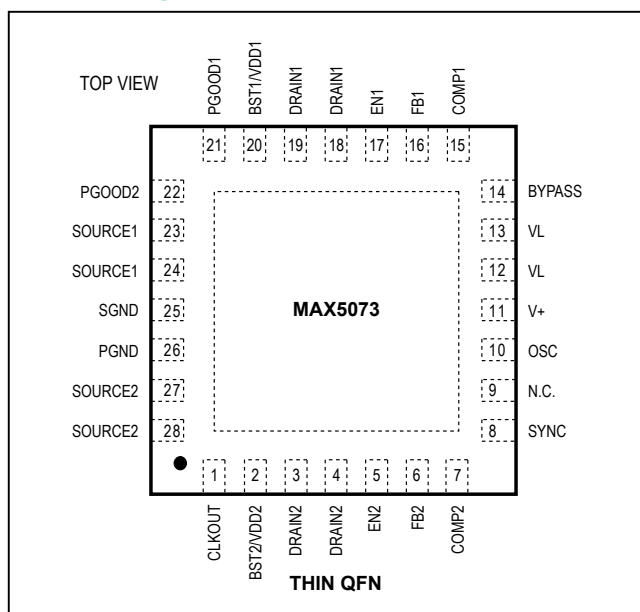 TOP VIEW
PGOOD1
BST1/VDD1
DRAIN1
DRAIN1
EN1
FB1
COMP1
21
20
19
18
17
16
15
PGOOD2 22
SOURCE1 23
SOURCE1 24
SGND 25
PGND 26
SOURCE2 27
SOURCE2 28
MAX5073
14 BYPASS
13 VL
12 VL
11 V+
10 OSC
9 N.C.
8 SYNC
1
2
3
4
5
6
7
CLKOUT
BST2/VDD2
DRAIN2
DRAIN2
EN2
FB2
COMP2
THIN QFN